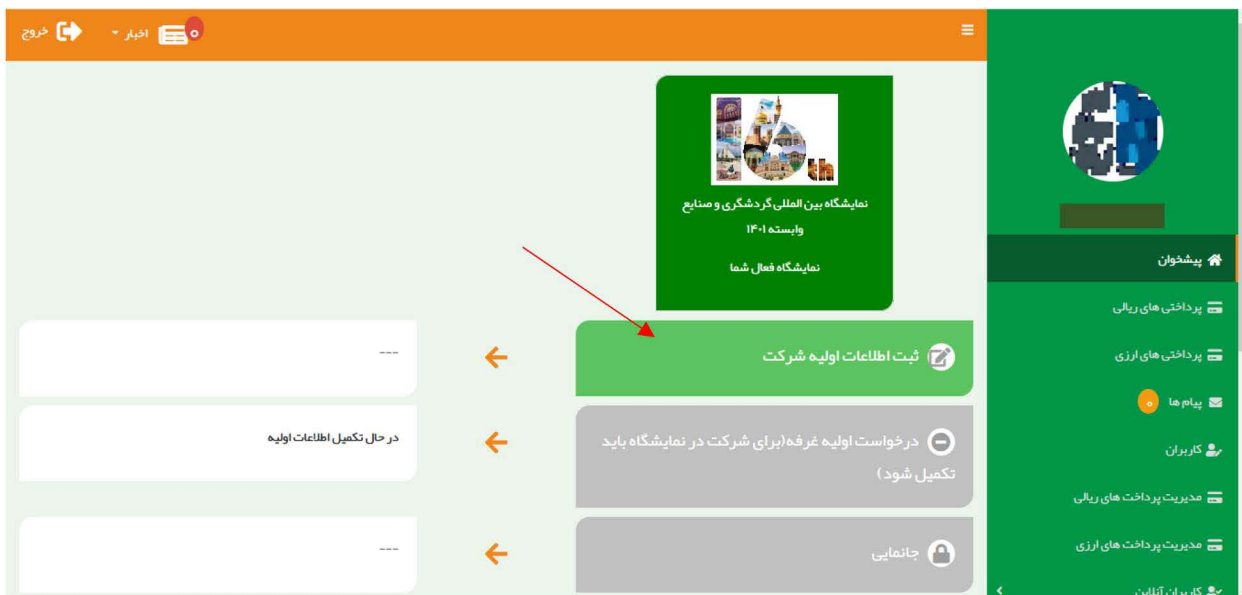 ۰
اخبار
خروج
th
نمایشگاه بین المللی گردشگری و صنایع
وابسته ۱۴۰۱
نمایشگاه فعال شما
ثبت اطلاعات اولیه شرکت
---
درخواست اولیه غرفه(برای شرکت در نمایشگاه باید
تکمیل شود)
در حال تکمیل اطلاعات اولیه
جانمایی
---
پیشخوان
پرداختی های ریالی
پرداختی های ارزی
پیام ها ۰
کاربران
مدیریت پرداخت های ریالی
مدیریت پرداخت های ارزی
کاربران آنلاین